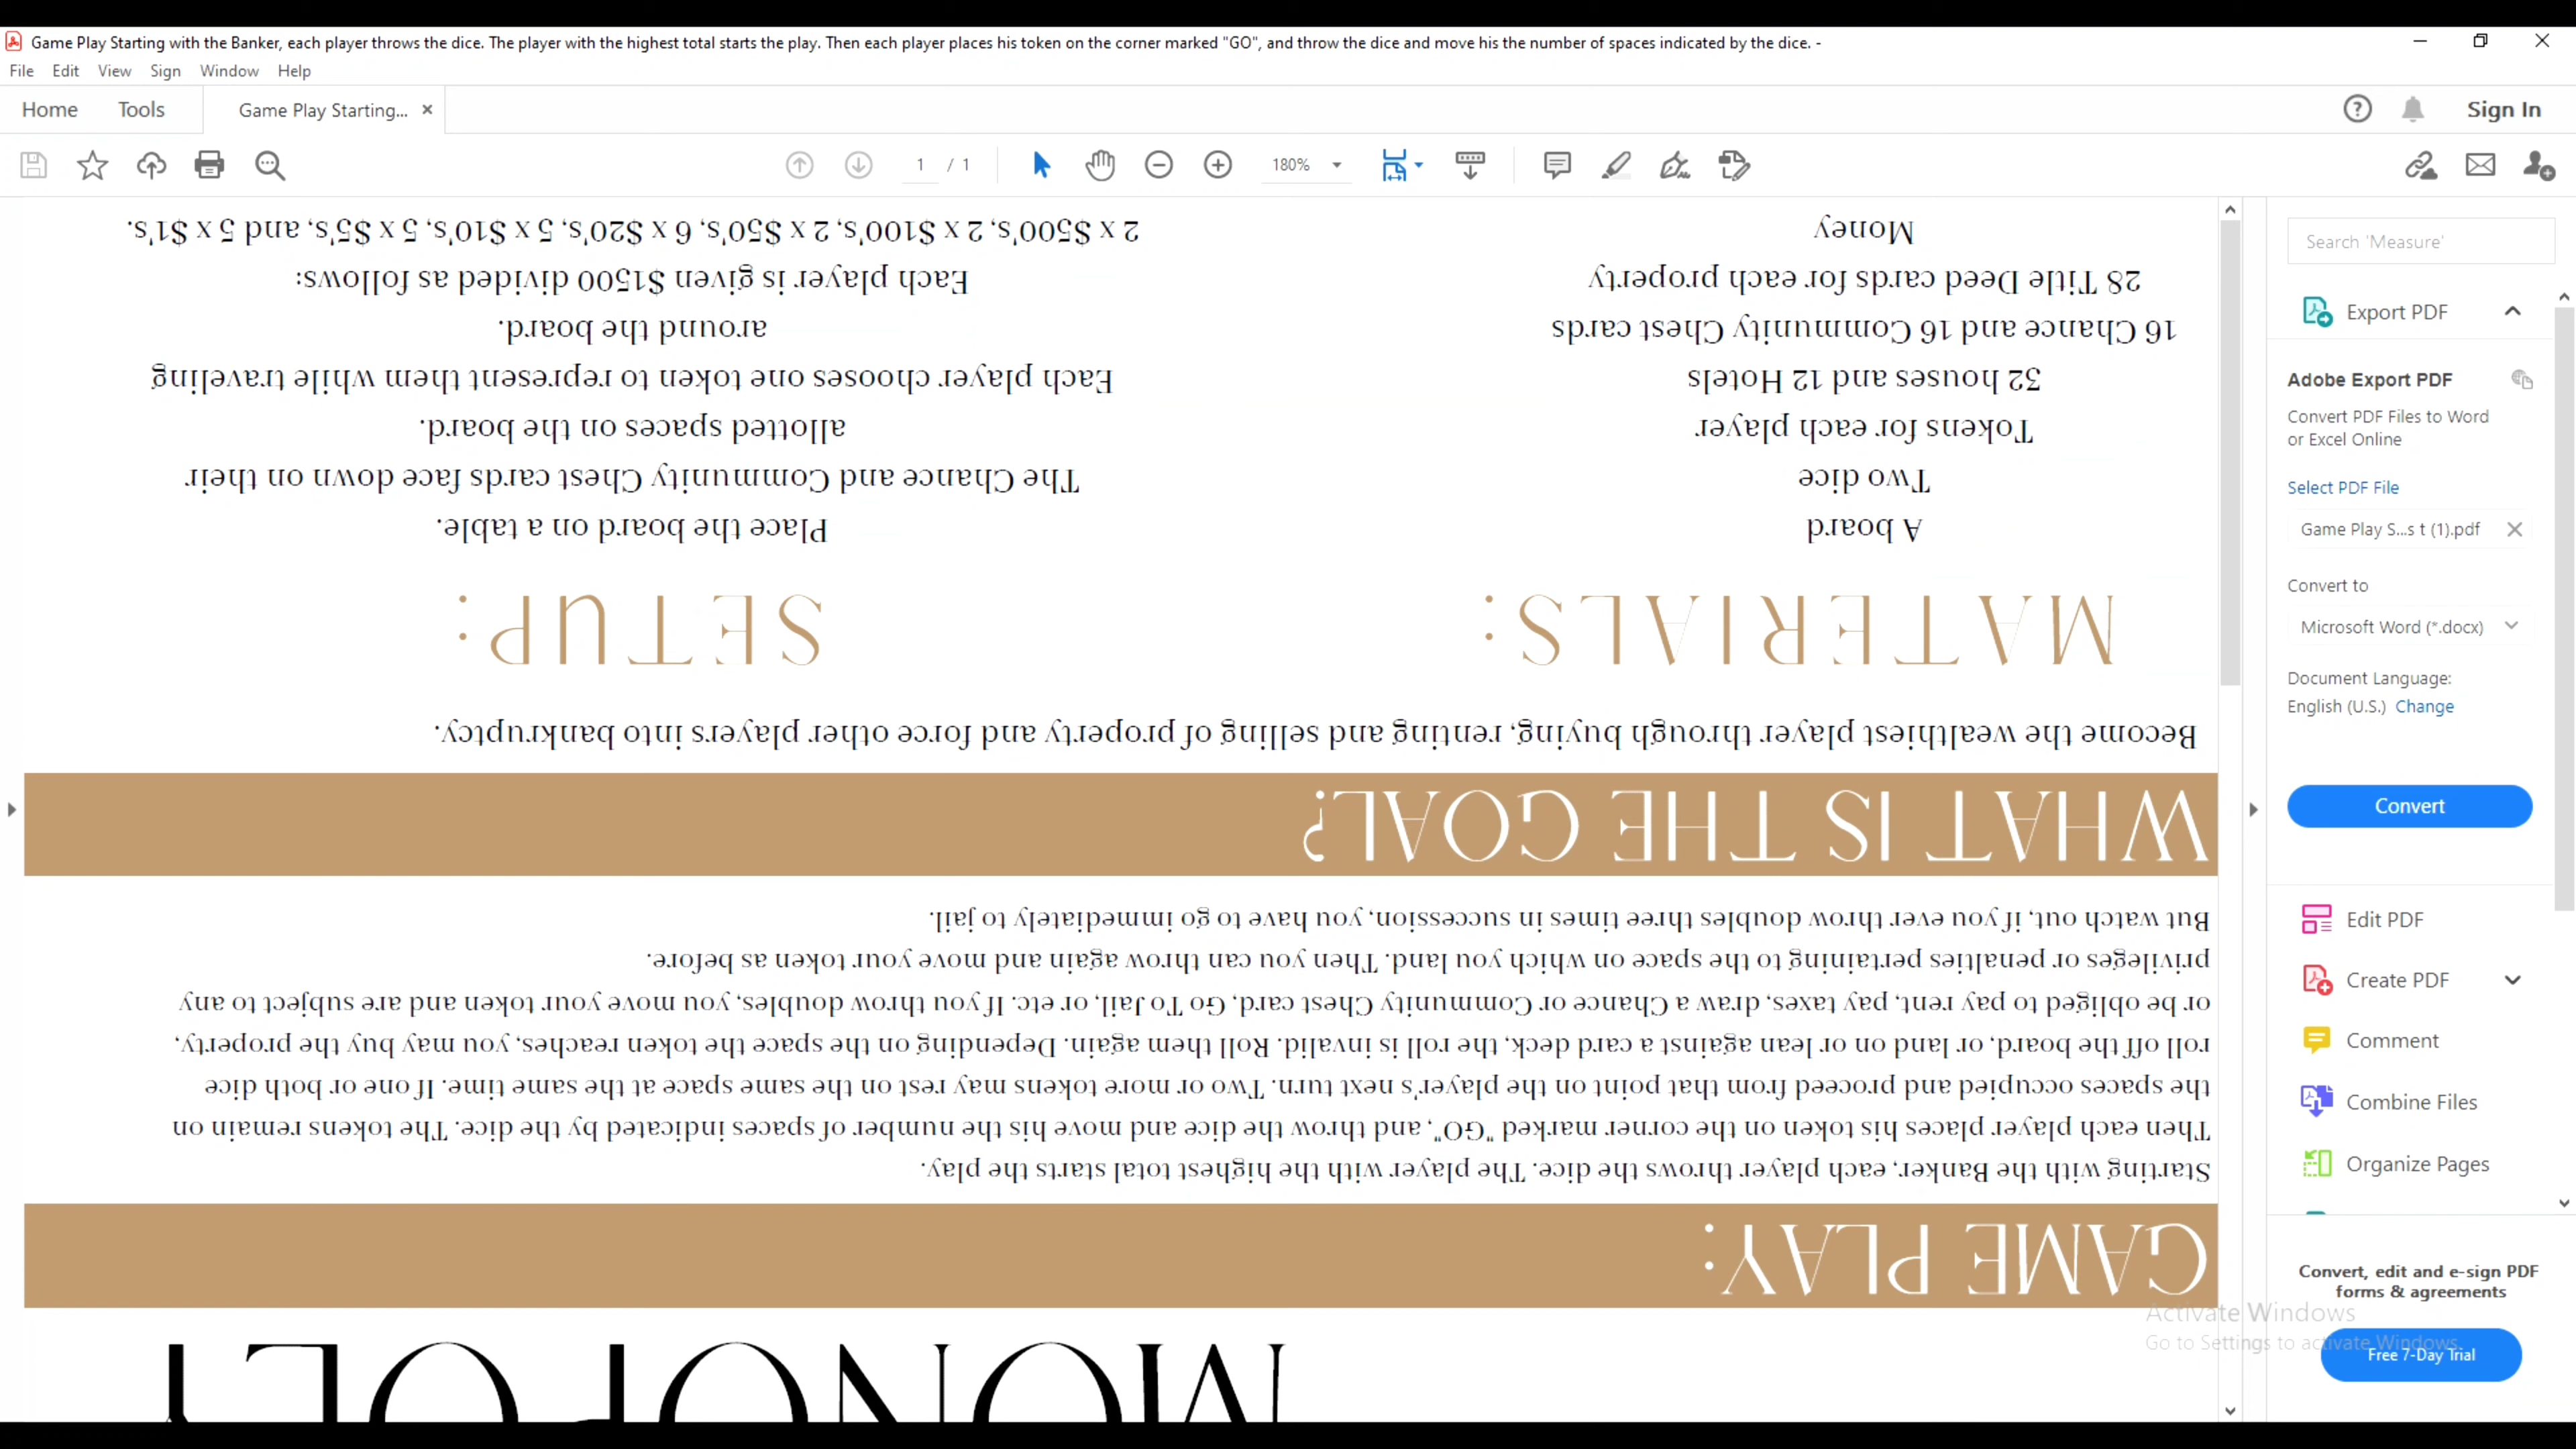 Game Play Starting with the Banker, each player throws the dice. The player with the highest total starts the play. Then each player places his token on the corner marked "GO", and throw the dice and move his the number of spaces indicated by the dice. -
File Edit View Sign Window Help
Home Tools Game Play Starting... Sign In
1 / 1 180%
MONOPOLY
GAME PLAY:
Starting with the Banker, each player throws the dice. The player with the highest total starts the play.
Then each player places his token on the corner marked "GO", and throw the dice and move his the number of spaces indicated by the dice. The tokens remain on
the spaces occupied and proceed from that point on the player's next turn. Two or more tokens may rest on the same space at the same time. If one or both dice
roll off the board, or land on or lean against a card deck, the roll is invalid. Roll them again. Depending on the space the token reaches, you may buy the property,
or be obliged to pay rent, pay taxes, draw a Chance or Community Chest card, Go To Jail, or etc. If you throw doubles, you move your token and are subject to any
privileges or penalties pertaining to the space on which you land. Then you can throw again and move your token as before.
But watch out, if you ever throw doubles three times in succession, you have to go immediately to jail.
WHAT IS THE GOAL?
Become the wealthiest player through buying, renting and selling of property and force other players into bankruptcy.
MATERIALS:
A board
Two dice
Tokens for each player
32 houses and 12 Hotels
16 Chance and 16 Community Chest cards
28 Title Deed cards for each property
Money
SETUP:
Place the board on a table.
The Chance and Community Chest cards face down on their
allotted spaces on the board.
Each player chooses one token to represent them while traveling
around the board.
Each player is given $1500 divided as follows:
2 x $500's, 2 x $100's, 2 x $50's, 6 x $20's, 5 x $10's, 5 x $5's, and 5 x $1's.
Search 'Measure'
Export PDF
Adobe Export PDF
Convert PDF Files to Word
or Excel Online
Select PDF File
Game Play S...s t (1).pdf
Convert to
Microsoft Word (*.docx)
Document Language:
English (U.S.) Change
Convert
Edit PDF
Create PDF
Comment
Combine Files
Organize Pages
Convert, edit and e-sign PDF
forms & agreements
Free 7-Day Trial
Activate Windows
Go to Settings to activate Windows.